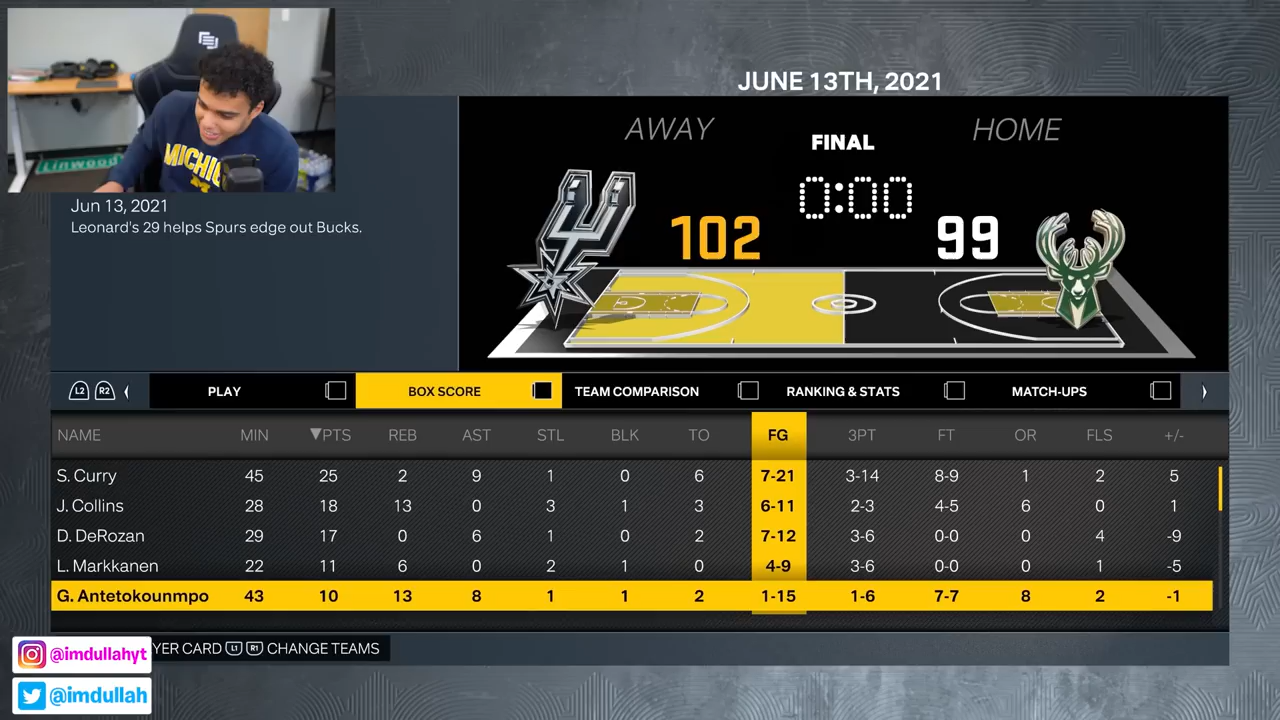 JUNE 13TH, 2021
AWAY
FINAL
HOME
0:00
102
99
MICHIG
M
Linwood
Jun 13, 2021
Leonard's 29 helps Spurs edge out Bucks.
L2 R2 PLAY BOX SCORE TEAM COMPARISON RANKING & STATS MATCH-UPS
NAME MIN ▼PTS REB AST STL BLK TO FG 3PT FT OR FLS +/-
S. Curry 45 25 2 9 1 0 6 7-21 3-14 8-9 1 2 5
J. Collins 28 18 13 0 3 1 3 6-11 2-3 4-5 6 0 1
D. DeRozan 29 17 0 6 1 0 2 7-12 3-6 0-0 0 4 -9
L. Markkanen 22 11 6 0 2 1 0 4-9 3-6 0-0 0 1 -5
G. Antetokounmpo 43 10 13 8 1 1 2 1-15 1-6 7-7 8 2 -1
YER CARD L1 R1 CHANGE TEAMS
@imdullahyt
@imdullah